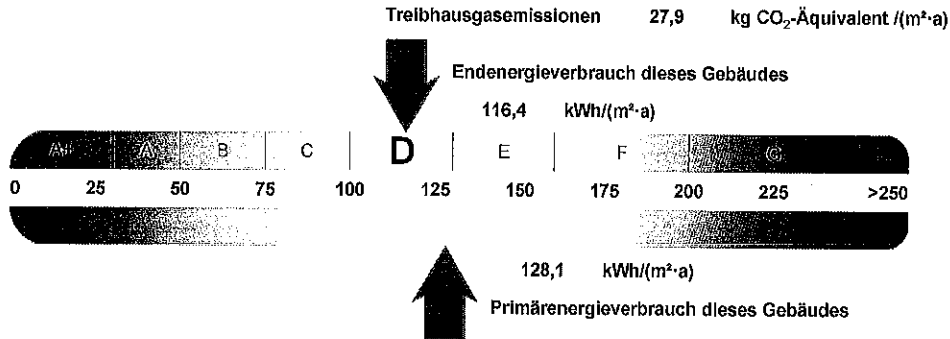 Treibhausgasemissionen 27,9 kg CO₂-Äquivalent /(m²·a)
Endenergieverbrauch dieses Gebäudes
116,4 kWh/(m²·a)
A+ A B C D E F G
0 25 50 75 100 125 150 175 200 225 >250
128,1 kWh/(m²·a)
Primärenergieverbrauch dieses Gebäudes